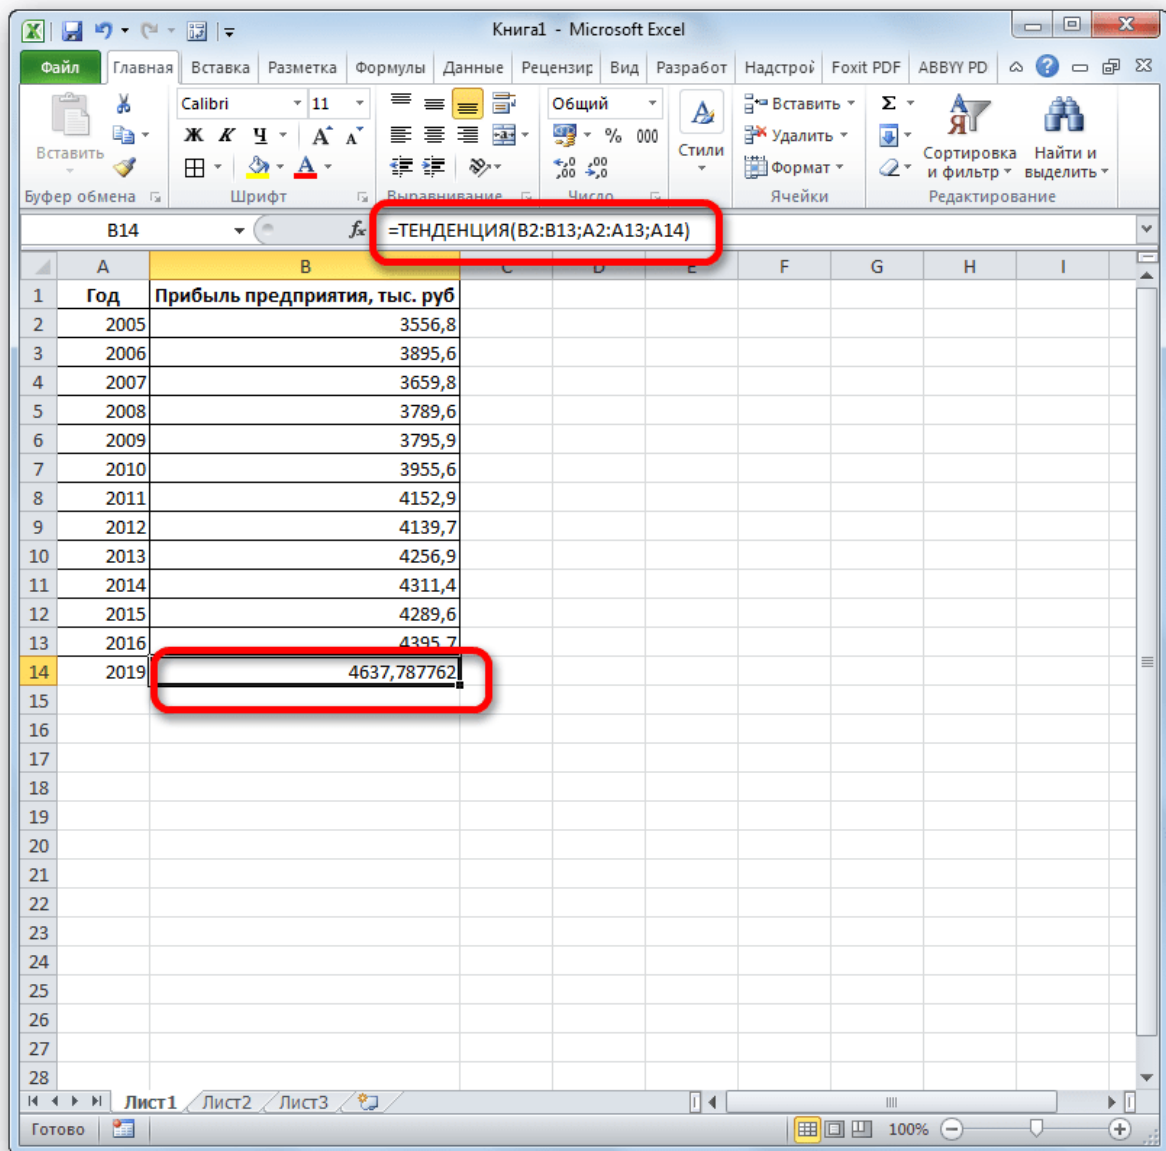 Книга1 - Microsoft Excel
Файл Главная Вставка Разметка Формулы Данные Рецензир Вид Разработ Надстрой Foxit PDF ABBYY PD
Calibri 11 Общий Вставить Σ
Ж К Ч % 000 Удалить
Вставить Стили Сортировка и фильтр Найти и выделить
А Формат
Буфер обмена Шрифт Выравнивание Число Ячейки Редактирование
B14 fx =ТЕНДЕНЦИЯ(B2:B13;A2:A13;A14)
A B C D E F G H I
1 Год Прибыль предприятия, тыс. руб
2 2005 3556,8
3 2006 3895,6
4 2007 3659,8
5 2008 3789,6
6 2009 3795,9
7 2010 3955,6
8 2011 4152,9
9 2012 4139,7
10 2013 4256,9
11 2014 4311,4
12 2015 4289,6
13 2016 4395,7
14 2019 4637,787762
15
16
17
18
19
20
21
22
23
24
25
26
27
28
Лист1 Лист2 Лист3
Готово 100%